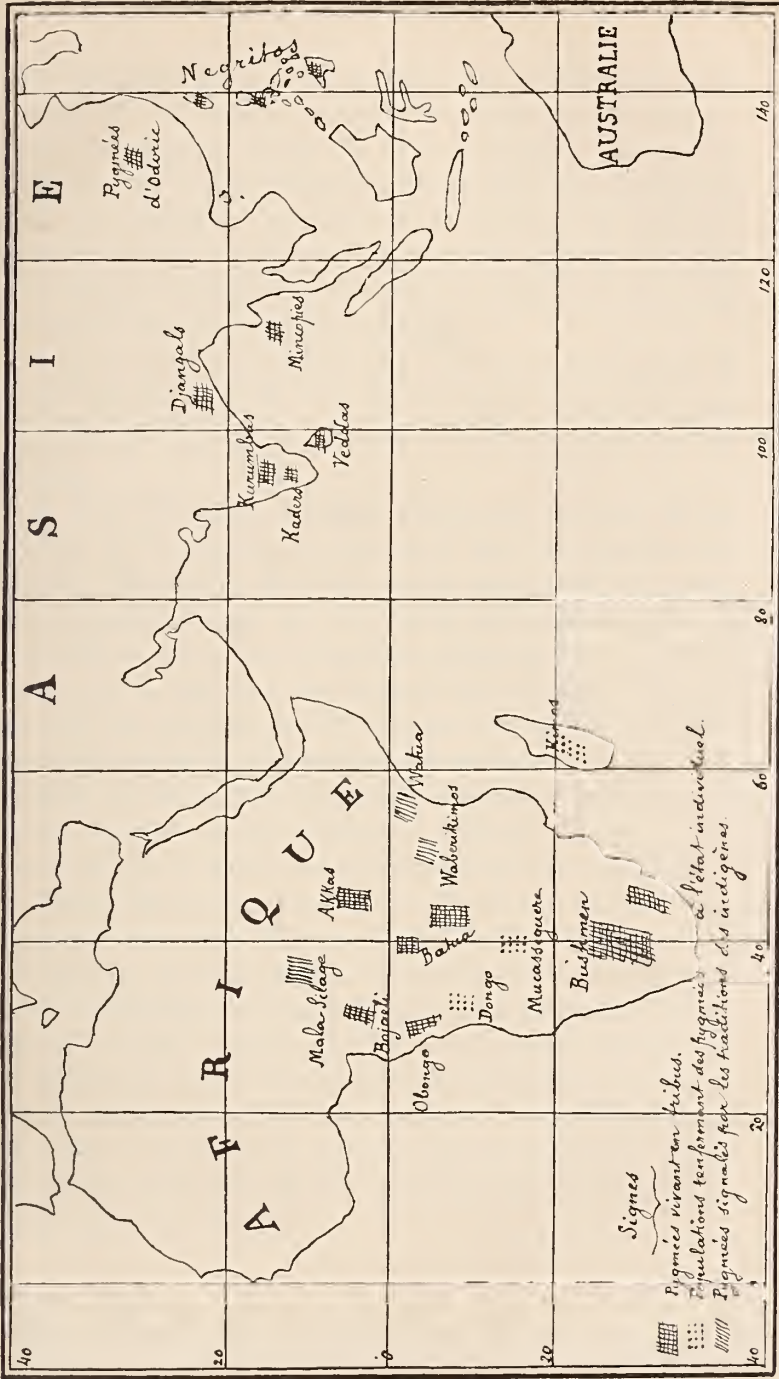 AFRIQUE
ASIE
AUSTRALIE
Negritos
Pygmées
d'Odoric
Djangals
Mincopies
Kurumbas
Kaders
Veddas
Akkas
Mala Gilage
Bajaeli
Obongo
Dongo
Batua
Watua
Waberikimos
Mucassequere
Bushmen
Kimos
Signes
Pygmées vivant en tribus.
Populations renfermant des pygmées à l'état individuel.
Pygmées signalés par les traditions des indigènes.
40
20
0
20
40
20
40
60
80
100
120
140